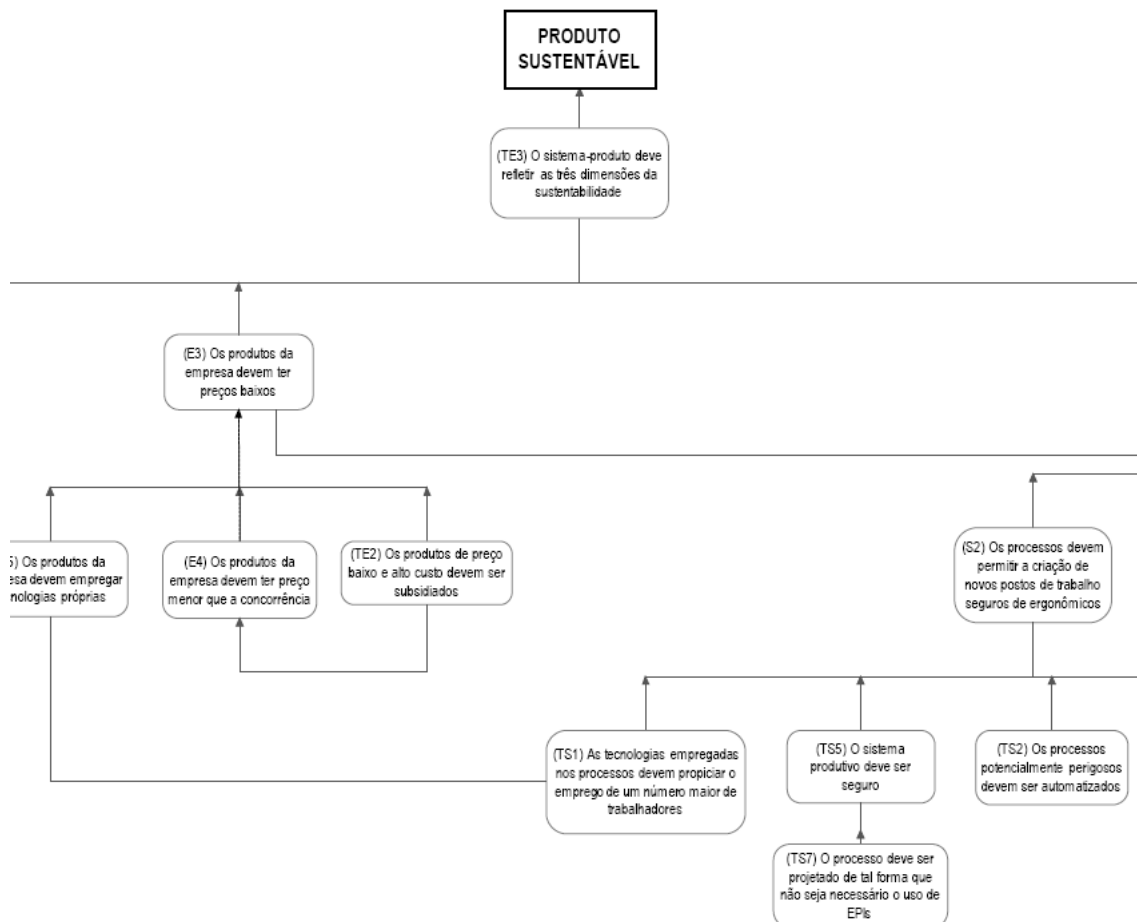 PRODUTO
SUSTENTÁVEL
(TE3) O sistema-produto deve
refletir as três dimensões da
sustentabilidade
(E3) Os produtos da
empresa devem ter
preços baixos
5) Os produtos da
esa devem empregar
nologias próprias
(E4) Os produtos da
empresa devem ter preço
menor que a concorrência
(TE2) Os produtos de preço
baixo e alto custo devem ser
subsidiados
(S2) Os processos devem
permitir a criação de
novos postos de trabalho
seguros de ergonômicos
(TS1) As tecnologias empregadas
nos processos devem propiciar o
emprego de um número maior de
trabalhadores
(TS5) O sistema
produtivo deve ser
seguro
(TS2) Os processos
potencialmente perigosos
devem ser automatizados
(TS7) O processo deve ser
projetado de tal forma que
não seja necessário o uso de
EPIs